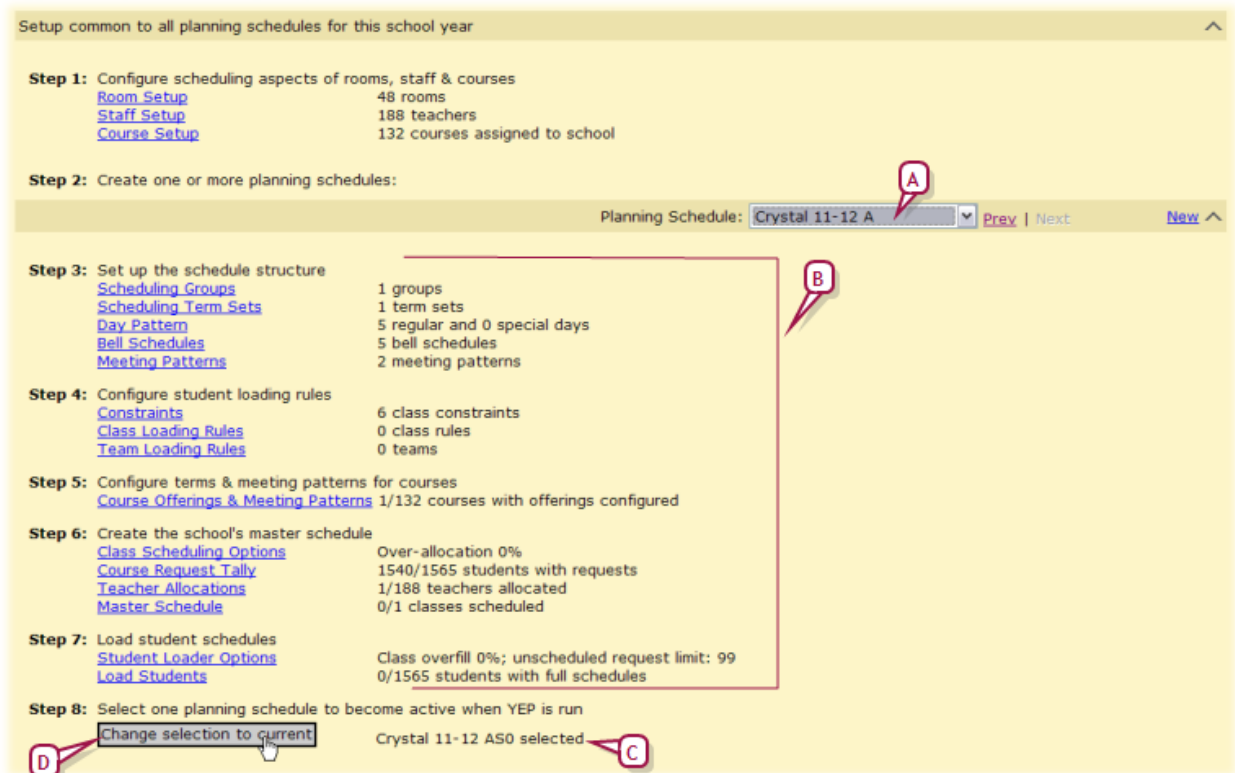 Setup common to all planning schedules for this school year
Step 1: Configure scheduling aspects of rooms, staff & courses
Room Setup 48 rooms
Staff Setup 188 teachers
Course Setup 132 courses assigned to school
Step 2: Create one or more planning schedules:
A
Planning Schedule: Crystal 11-12 A Prev | Next New
Step 3: Set up the schedule structure
B
Scheduling Groups 1 groups
Scheduling Term Sets 1 term sets
Day Pattern 5 regular and 0 special days
Bell Schedules 5 bell schedules
Meeting Patterns 2 meeting patterns
Step 4: Configure student loading rules
Constraints 6 class constraints
Class Loading Rules 0 class rules
Team Loading Rules 0 teams
Step 5: Configure terms & meeting patterns for courses
Course Offerings & Meeting Patterns 1/132 courses with offerings configured
Step 6: Create the school's master schedule
Class Scheduling Options Over-allocation 0%
Course Request Tally 1540/1565 students with requests
Teacher Allocations 1/188 teachers allocated
Master Schedule 0/1 classes scheduled
Step 7: Load student schedules
Student Loader Options Class overfill 0%; unscheduled request limit: 99
Load Students 0/1565 students with full schedules
Step 8: Select one planning schedule to become active when YEP is run
Change selection to current Crystal 11-12 AS0 selected
D
C